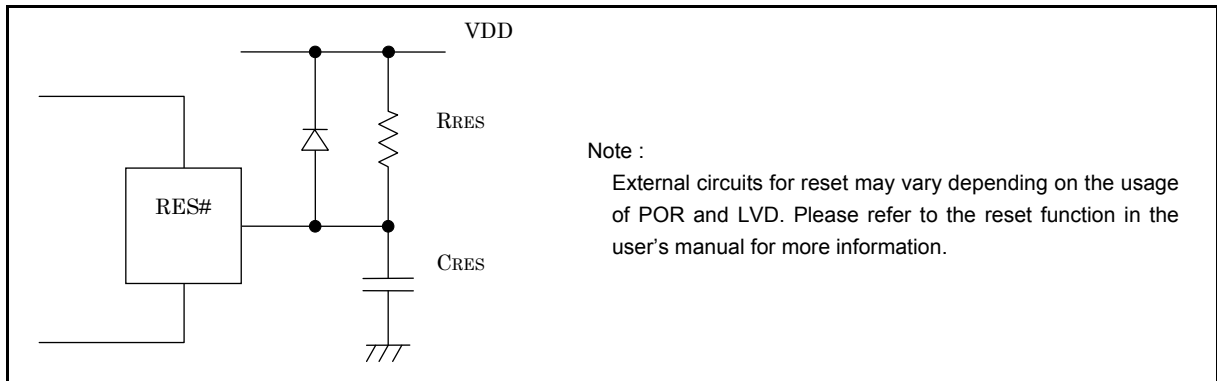 VDD
RRES
RES#
CRES
Note :
External circuits for reset may vary depending on the usage
of POR and LVD. Please refer to the reset function in the
user's manual for more information.